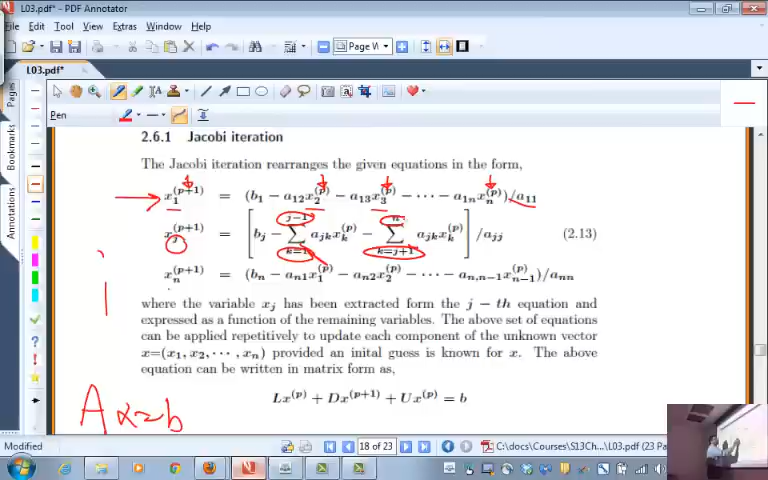 L03.pdf* - PDF Annotator
File Edit Tool View Extras Window Help
Page W
L03.pdf*
Pen
Pages
Bookmarks
Annotations
2.6.1 Jacobi iteration
The Jacobi iteration rearranges the given equations in the form,
x_1^{(p+1)} = (b_1 − a_{12}x_2^{(p)} − a_{13}x_3^{(p)} − ⋯ − a_{1n}x_n^{(p)})/a_{11}
x_j^{(p+1)} = [b_j − ∑_{k=1}^{j−1} a_{jk}x_k^{(p)} − ∑_{k=j+1}^{n} a_{jk}x_k^{(p)}]/a_{jj} (2.13)
x_n^{(p+1)} = (b_n − a_{n1}x_1^{(p)} − a_{n2}x_2^{(p)} − ⋯ − a_{n,n−1}x_{n−1}^{(p)})/a_{nn}
where the variable x_j has been extracted form the j − th equation and
expressed as a function of the remaining variables. The above set of equations
can be applied repetitively to update each component of the unknown vector
x=(x_1, x_2, ⋯ , x_n) provided an inital guess is known for x. The above
equation can be written in matrix form as,
Lx^{(p)} + Dx^{(p+1)} + Ux^{(p)} = b
Ax=b
Modified
18 of 23
C:\docs\Courses\S13Ch
L03.pdf (23 Pa